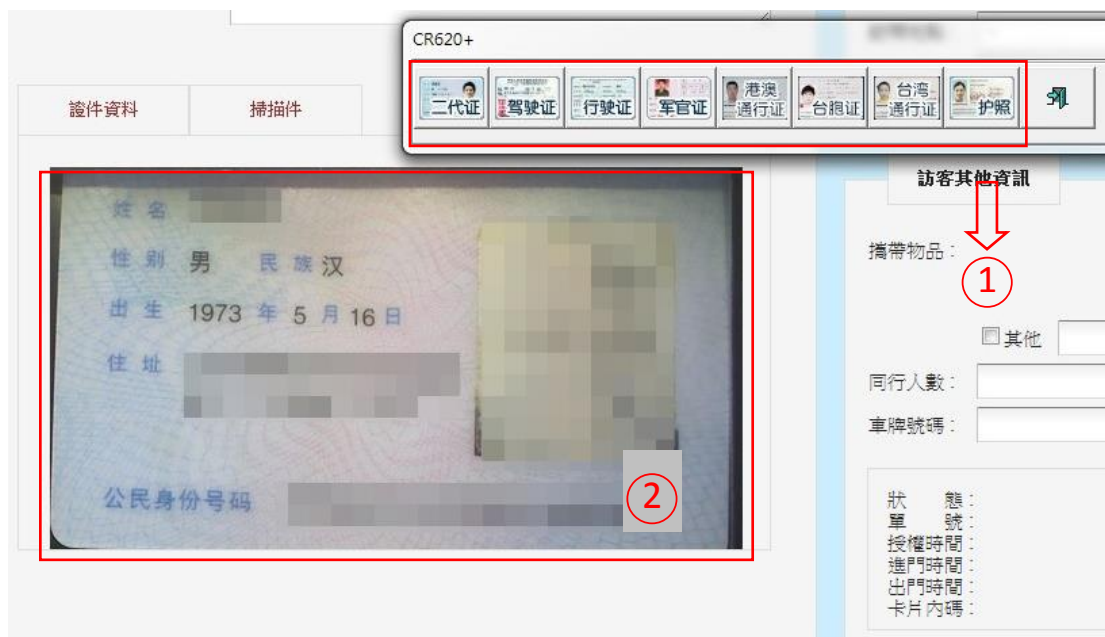 CR620+
二代证 驾驶证 行驶证 军官证 港澳通行证 台胞证 台湾通行证 护照
證件資料 掃描件
訪客其他資訊
姓名
性别 男 民族 汉
出生 1973 年 5 月 16 日
住址
公民身份号码
②
攜帶物品：
①
其他
同行人數：
車牌號碼：
狀 態：
單 號：
授權時間：
進門時間：
出門時間：
卡片內碼：